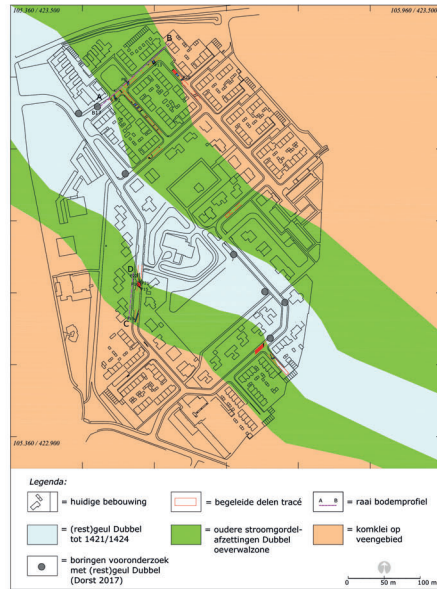 105.360 / 423.500
105.960 / 423.500
B
A
D
C
105.360 / 422.900
Legenda:
= huidige bebouwing
= begeleide delen tracé
A B
= raai bodemprofiel
= (rest)geul Dubbel
tot 1421/1424
= oudere stroomgordel-
afzettingen Dubbel
oeverwalzone
= komklei op
veengebied
= boringen vooronderzoek
met (rest)geul Dubbel
(Dorst 2017)
0 50 m 100 m